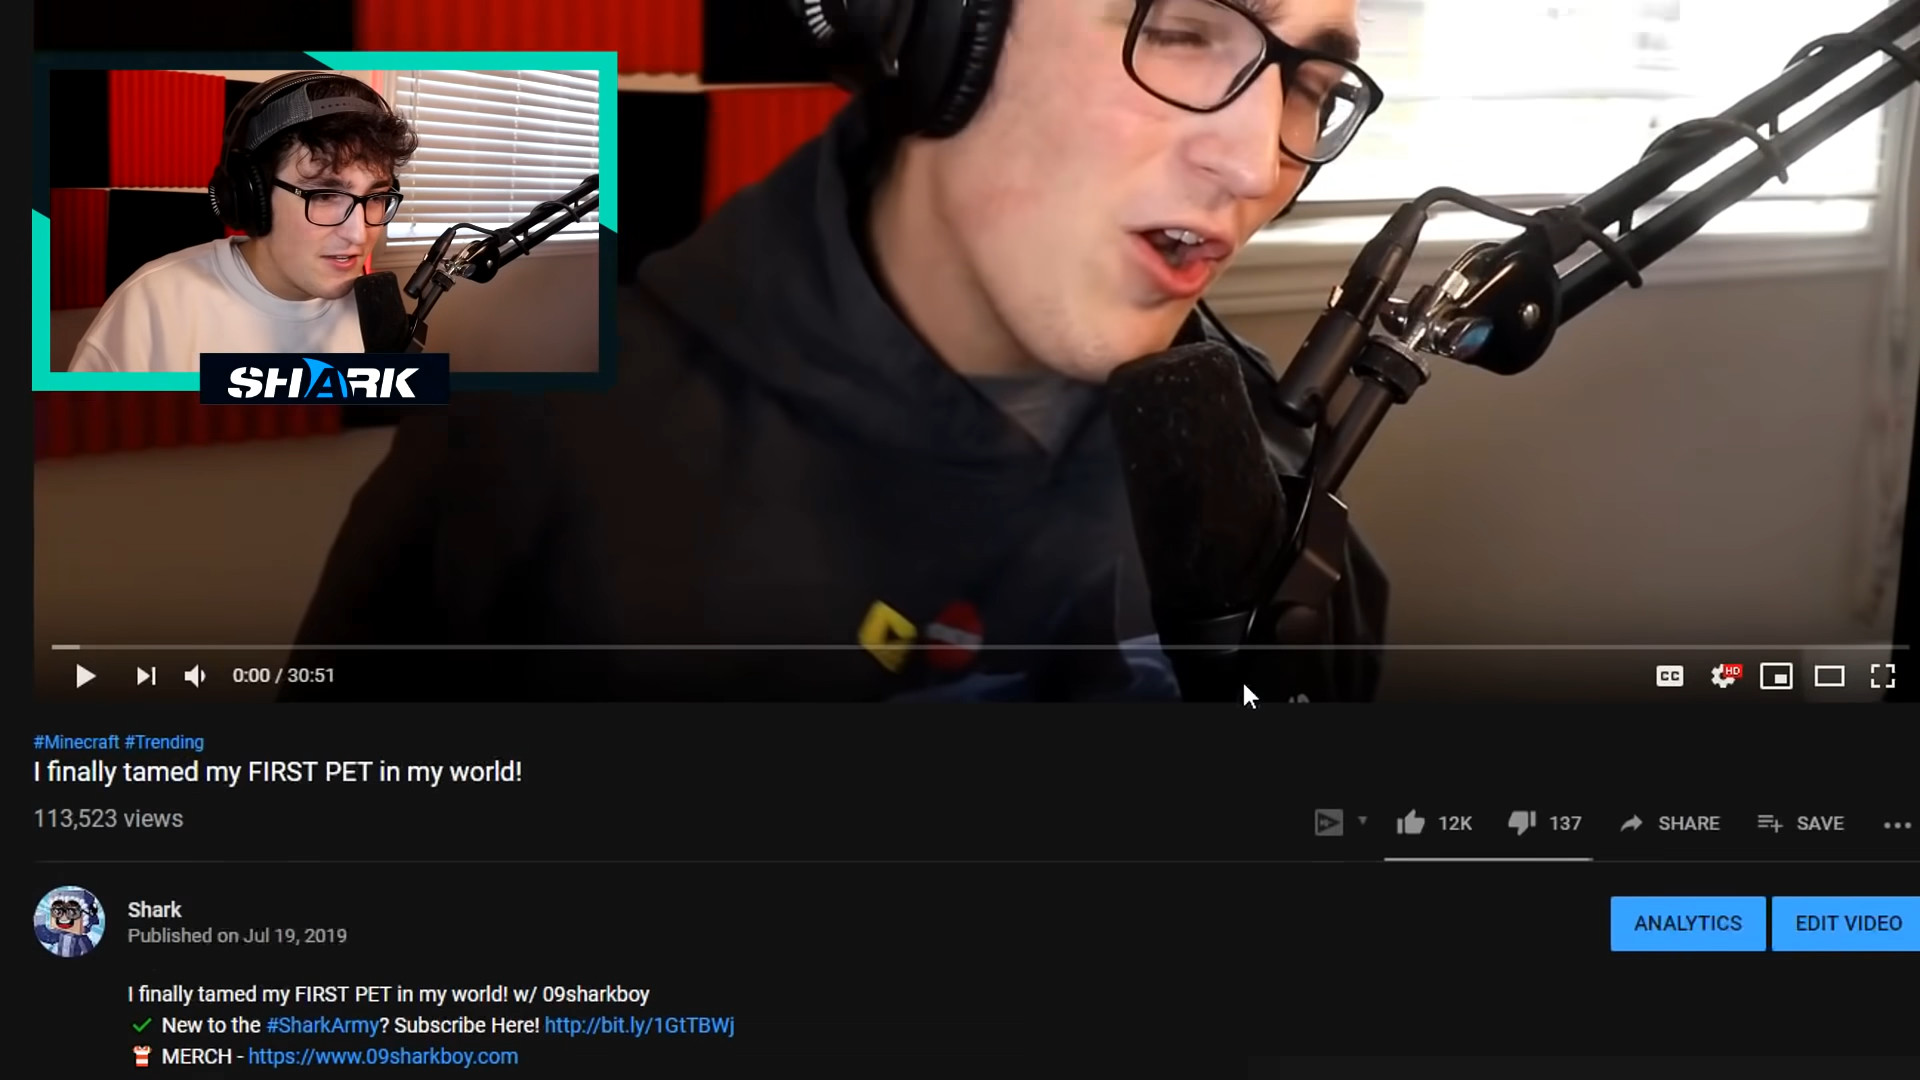 SHARK
0:00 / 30:51
CC
HD
#Minecraft #Trending
I finally tamed my FIRST PET in my world!
113,523 views
12K
137
SHARE
SAVE
Shark
Published on Jul 19, 2019
ANALYTICS
EDIT VIDEO
I finally tamed my FIRST PET in my world! w/ 09sharkboy
New to the #SharkArmy? Subscribe Here! http://bit.ly/1GtTBWj
MERCH - https://www.09sharkboy.com